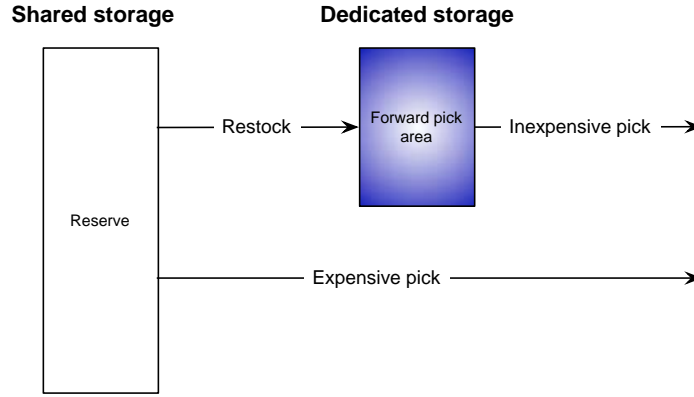 Shared storage
Dedicated storage
Restock
Forward pick
area
Inexpensive pick
Reserve
Expensive pick